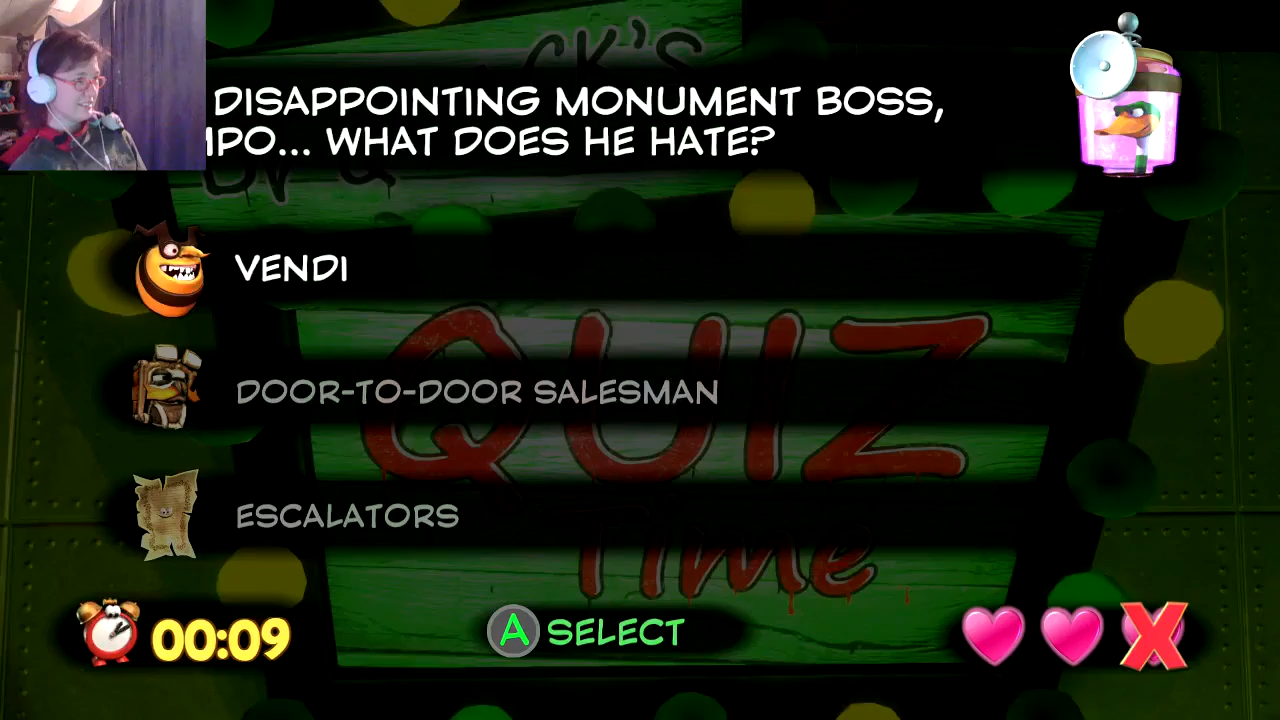 DISAPPOINTING MONUMENT BOSS,
MPO... WHAT DOES HE HATE?
VENDI
DOOR-TO-DOOR SALESMAN
ESCALATORS
QUIZ
Time
00:09
A SELECT